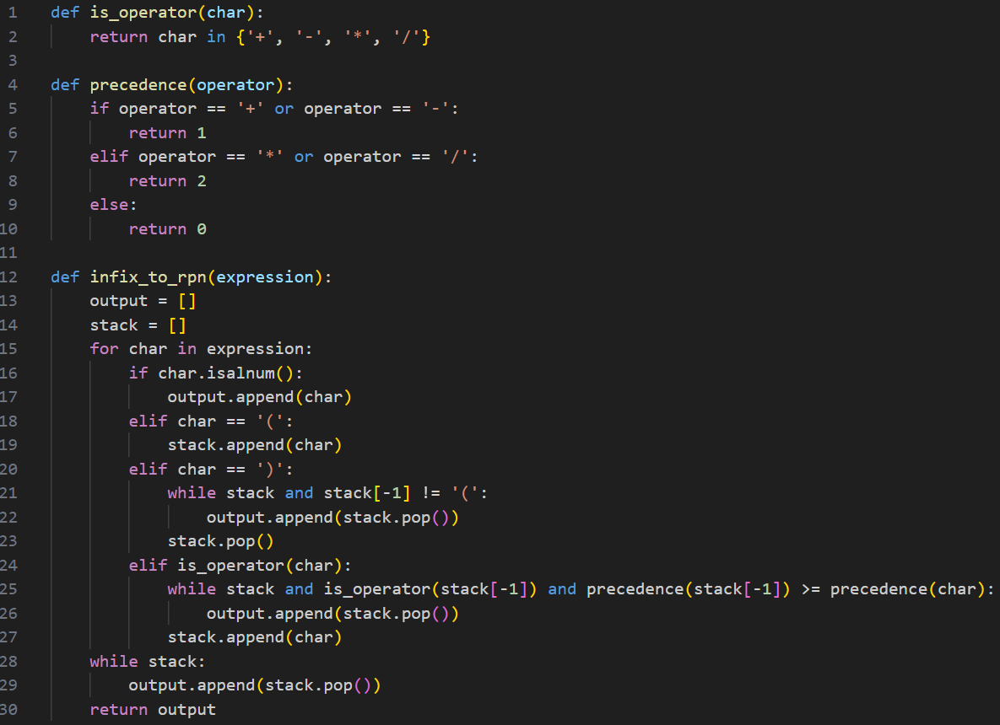 1 def is_operator(char):
2     return char in {'+', '-', '*', '/'}
3
4 def precedence(operator):
5     if operator == '+' or operator == '-':
6         return 1
7     elif operator == '*' or operator == '/':
8         return 2
9     else:
10         return 0
11
12 def infix_to_rpn(expression):
13     output = []
14     stack = []
15     for char in expression:
16         if char.isalnum():
17             output.append(char)
18         elif char == '(':
19             stack.append(char)
20         elif char == ')':
21             while stack and stack[-1] != '(':
22                 output.append(stack.pop())
23             stack.pop()
24         elif is_operator(char):
25             while stack and is_operator(stack[-1]) and precedence(stack[-1]) >= precedence(char):
26                 output.append(stack.pop())
27             stack.append(char)
28     while stack:
29         output.append(stack.pop())
30     return output